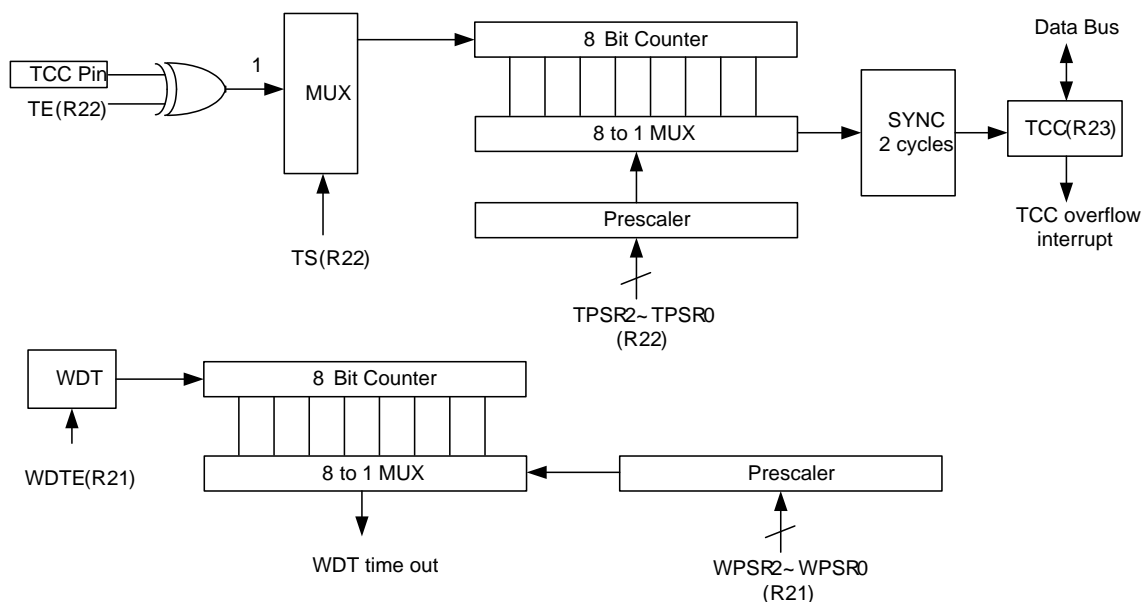 8 Bit Counter
Data Bus
TCC Pin
1
MUX
TE(R22)
SYNC
2 cycles
TCC(R23)
8 to 1 MUX
Prescaler
TCC overflow
interrupt
TS(R22)
TPSR2~ TPSR0
(R22)
WDT
8 Bit Counter
WDTE(R21)
8 to 1 MUX
Prescaler
WDT time out
WPSR2~ WPSR0
(R21)